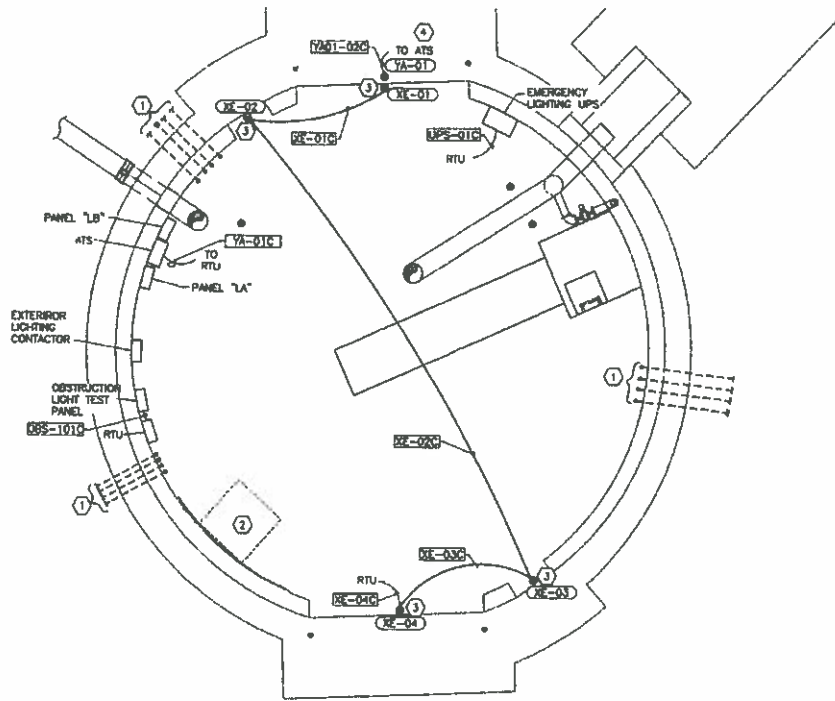 4
YA01-02C
TO ATS
YA-01
3
XE-01
XE-02
3
XE-01C
1
EMERGENCY
LIGHTING UPS
UPS-01C
RTU
PANEL "LB"
ATS
YA-01C
TO
RTU
PANEL "LA"
EXTERIROR
LIGHTING
CONTACTOR
OBSTRUCTION
LIGHT TEST
PANEL
OBS-101C
RTU
1
1
XE-02C
2
XE-03C
RTU
XE-04C
3
XE-04
3
XE-03